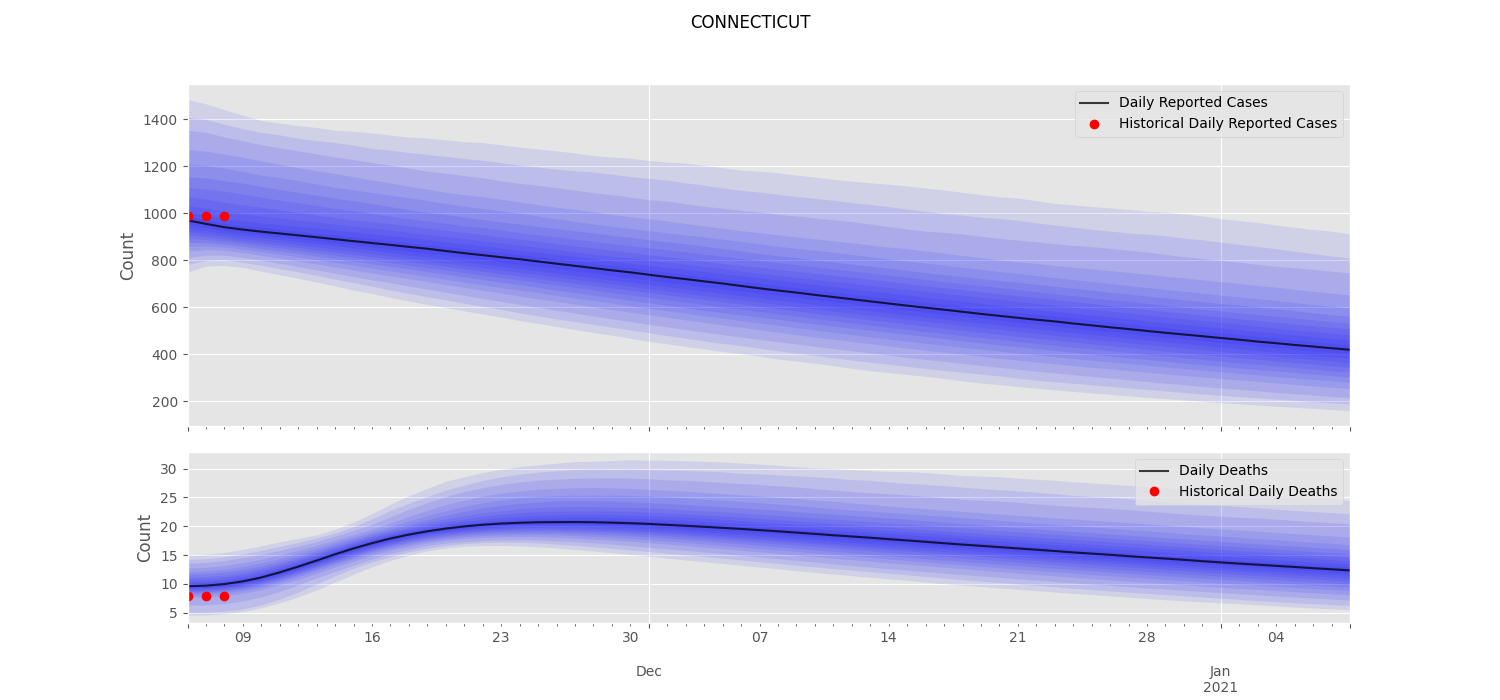 CONNECTICUT
Daily Reported Cases
Historical Daily Reported Cases
1400
1200
1000
800
600
400
200
Count
Daily Deaths
Historical Daily Deaths
30
25
20
15
10
5
Count
09 16 23 30 07 14 21 28 04
Dec Jan
2021